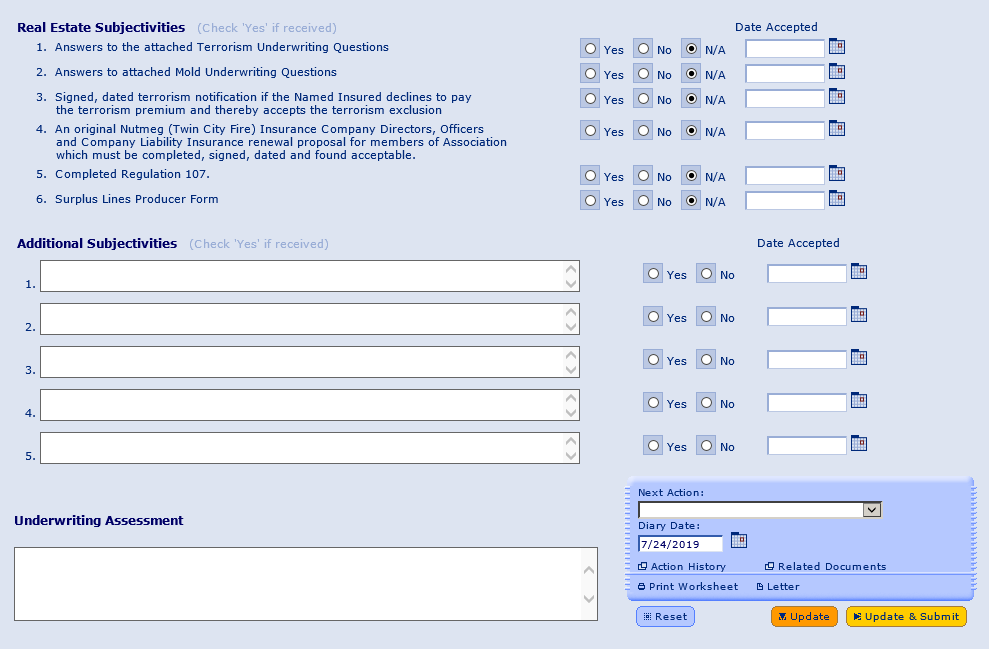 Real Estate Subjectivities (Check 'Yes' if received) Date Accepted
1. Answers to the attached Terrorism Underwriting Questions Yes No N/A
2. Answers to attached Mold Underwriting Questions Yes No N/A
3. Signed, dated terrorism notification if the Named Insured declines to pay
the terrorism premium and thereby accepts the terrorism exclusion Yes No N/A
4. An original Nutmeg (Twin City Fire) Insurance Company Directors, Officers
and Company Liability Insurance renewal proposal for members of Association Yes No N/A
which must be completed, signed, dated and found acceptable.
5. Completed Regulation 107. Yes No N/A
6. Surplus Lines Producer Form Yes No N/A
Additional Subjectivities (Check 'Yes' if received) Date Accepted
1. Yes No
2. Yes No
3. Yes No
4. Yes No
5. Yes No
Underwriting Assessment
Next Action:
Diary Date:
7/24/2019
Action History Related Documents
Print Worksheet Letter
Reset Update Update & Submit